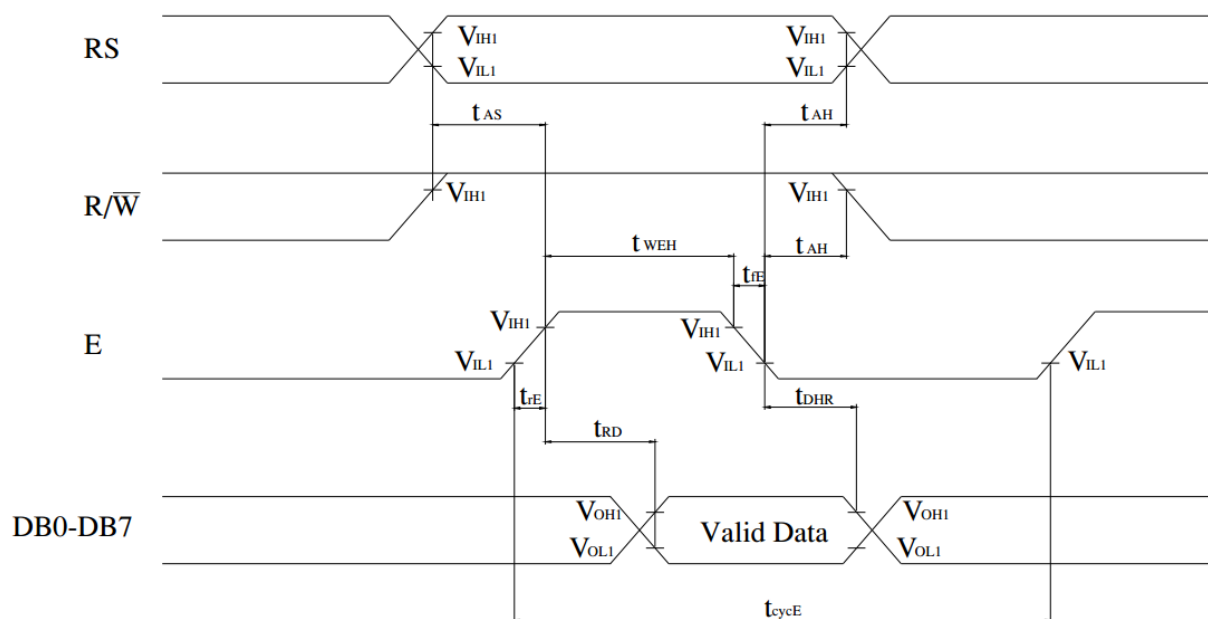 RS
VIH1
VIH1
VIL1
VIL1
tAS
tAH
R/W̅
VIH1
VIH1
tWEH
tAH
tfE
E
VIH1
VIH1
VIL1
VIL1
VIL1
trE
tDHR
tRD
DB0-DB7
VOH1
VOL1
Valid Data
VOH1
VOL1
tcycE